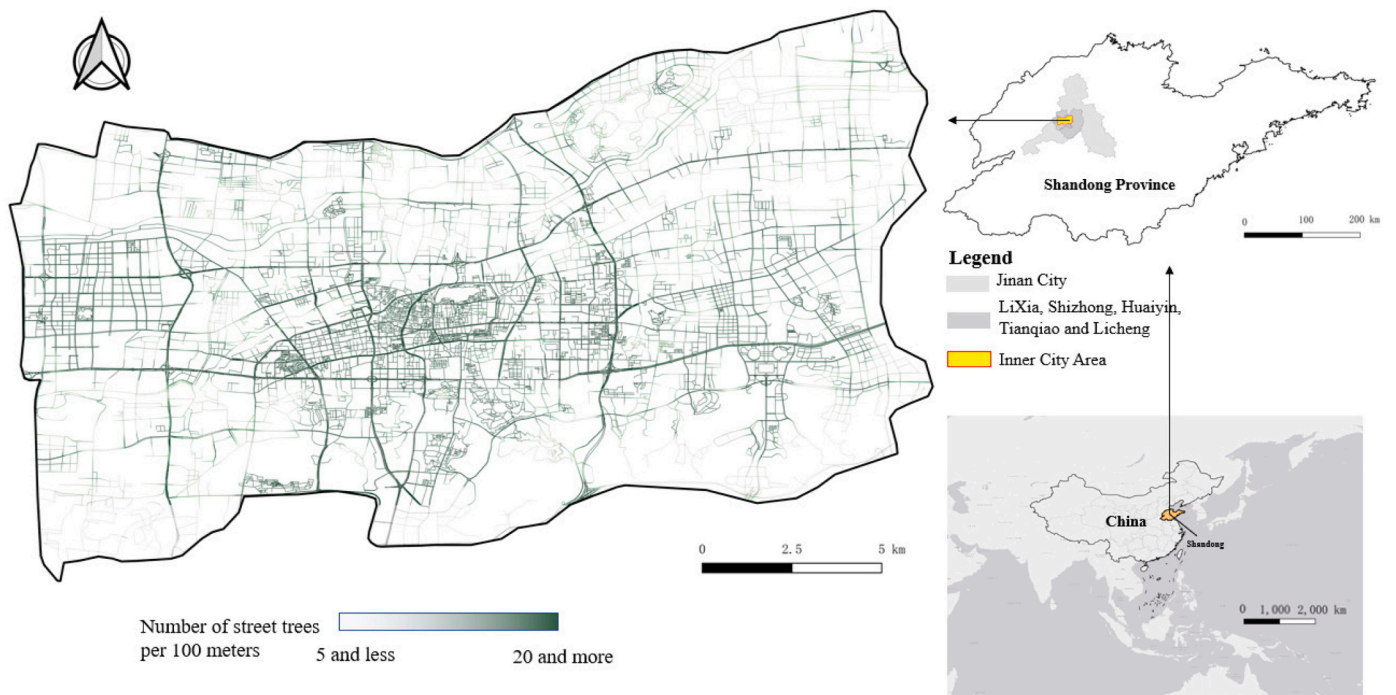 0 2.5 5 km
Number of street trees
per 100 meters
5 and less 20 and more
Shandong Province
0 100 200 km
Legend
Jinan City
LiXia, Shizhong, Huaiyin,
Tianqiao and Licheng
Inner City Area
China
Shandong
0 1,000 2,000 km